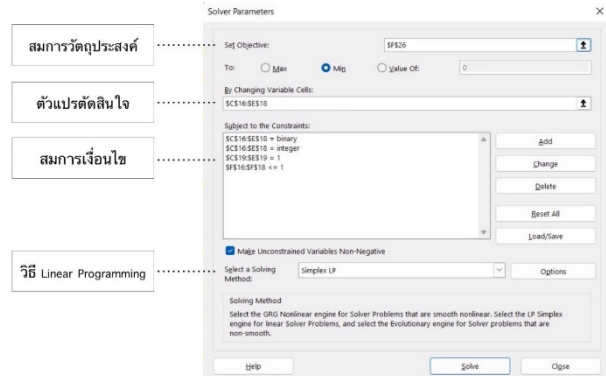 Solver Parameters
สมการวัตถุประสงค์
Set Objective:
$F$26
To:
Max
Min
Value Of:
0
By Changing Variable Cells:
ตัวแปรตัดสินใจ
$C$16:$E$18
Subject to the Constraints:
สมการเงื่อนไข
$C$16:$E$18 = binary
$C$16:$E$18 = integer
$C$19:$E$19 = 1
$F$16:$F$18 <= 1
Add
Change
Delete
Reset All
Load/Save
Make Unconstrained Variables Non-Negative
วิธี Linear Programming
Select a Solving Method:
Simplex LP
Options
Solving Method
Select the GRG Nonlinear engine for Solver Problems that are smooth nonlinear. Select the LP Simplex
engine for linear Solver Problems, and select the Evolutionary engine for Solver problems that are
non-smooth.
Help
Solve
Close